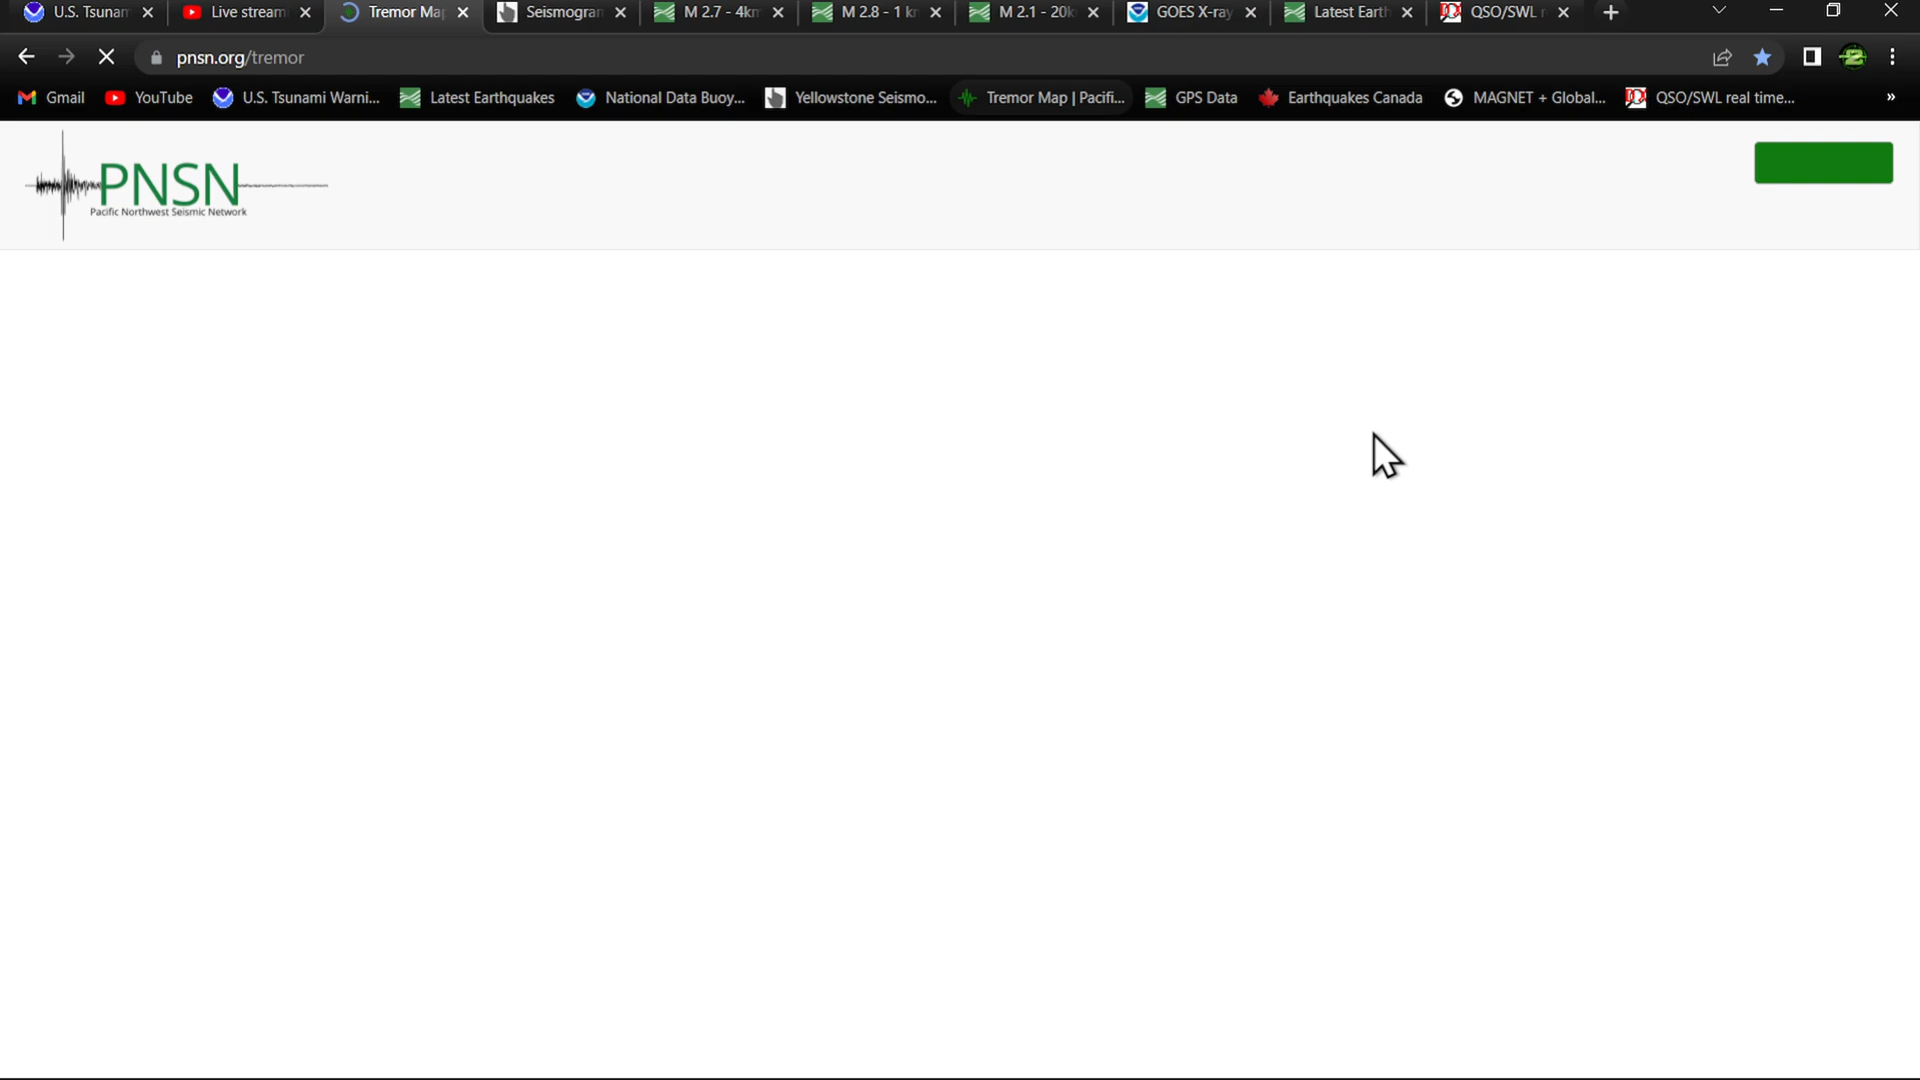 U.S. Tsunam
Live stream
Tremor Ma
Seismogra
M 2.7 - 4km
M 2.8 - 1 k
M 2.1 - 20k
GOES X-ray
Latest Earth
QSO/SWL r
pnsn.org/tremor
Gmail
YouTube
U.S. Tsunami Warni...
Latest Earthquakes
National Data Buoy...
Yellowstone Seismo...
Tremor Map | Pacifi...
GPS Data
Earthquakes Canada
MAGNET + Global...
QSO/SWL real time...
»
PNSN
Pacific Northwest Seismic Network